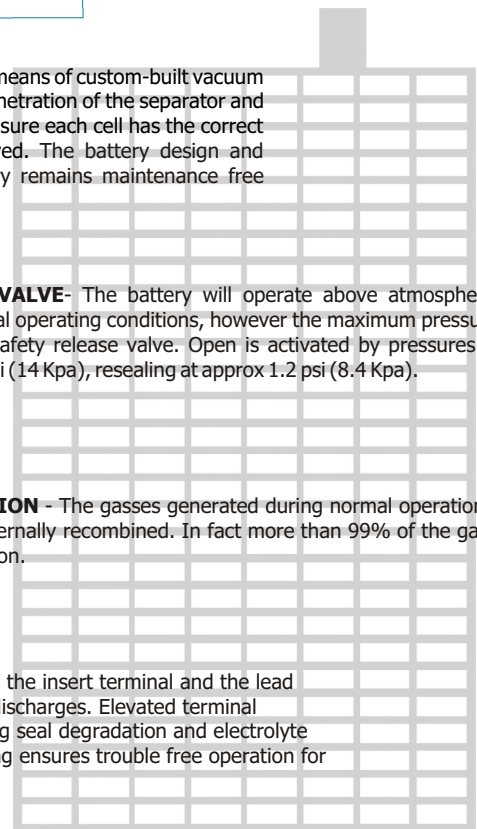 means of custom-built vacuum
netration of the separator and
sure each cell has the correct
ved. The battery design and
y remains maintenance free
VALVE- The battery will operate above atmosphe
al operating conditions, however the maximum pressu
afety release valve. Open is activated by pressures
i (14 Kpa), resealing at approx 1.2 psi (8.4 Kpa).
ION - The gasses generated during normal operation
ernally recombined. In fact more than 99% of the ga
on.
the insert terminal and the lead
discharges. Elevated terminal
g seal degradation and electrolyte
ng ensures trouble free operation for